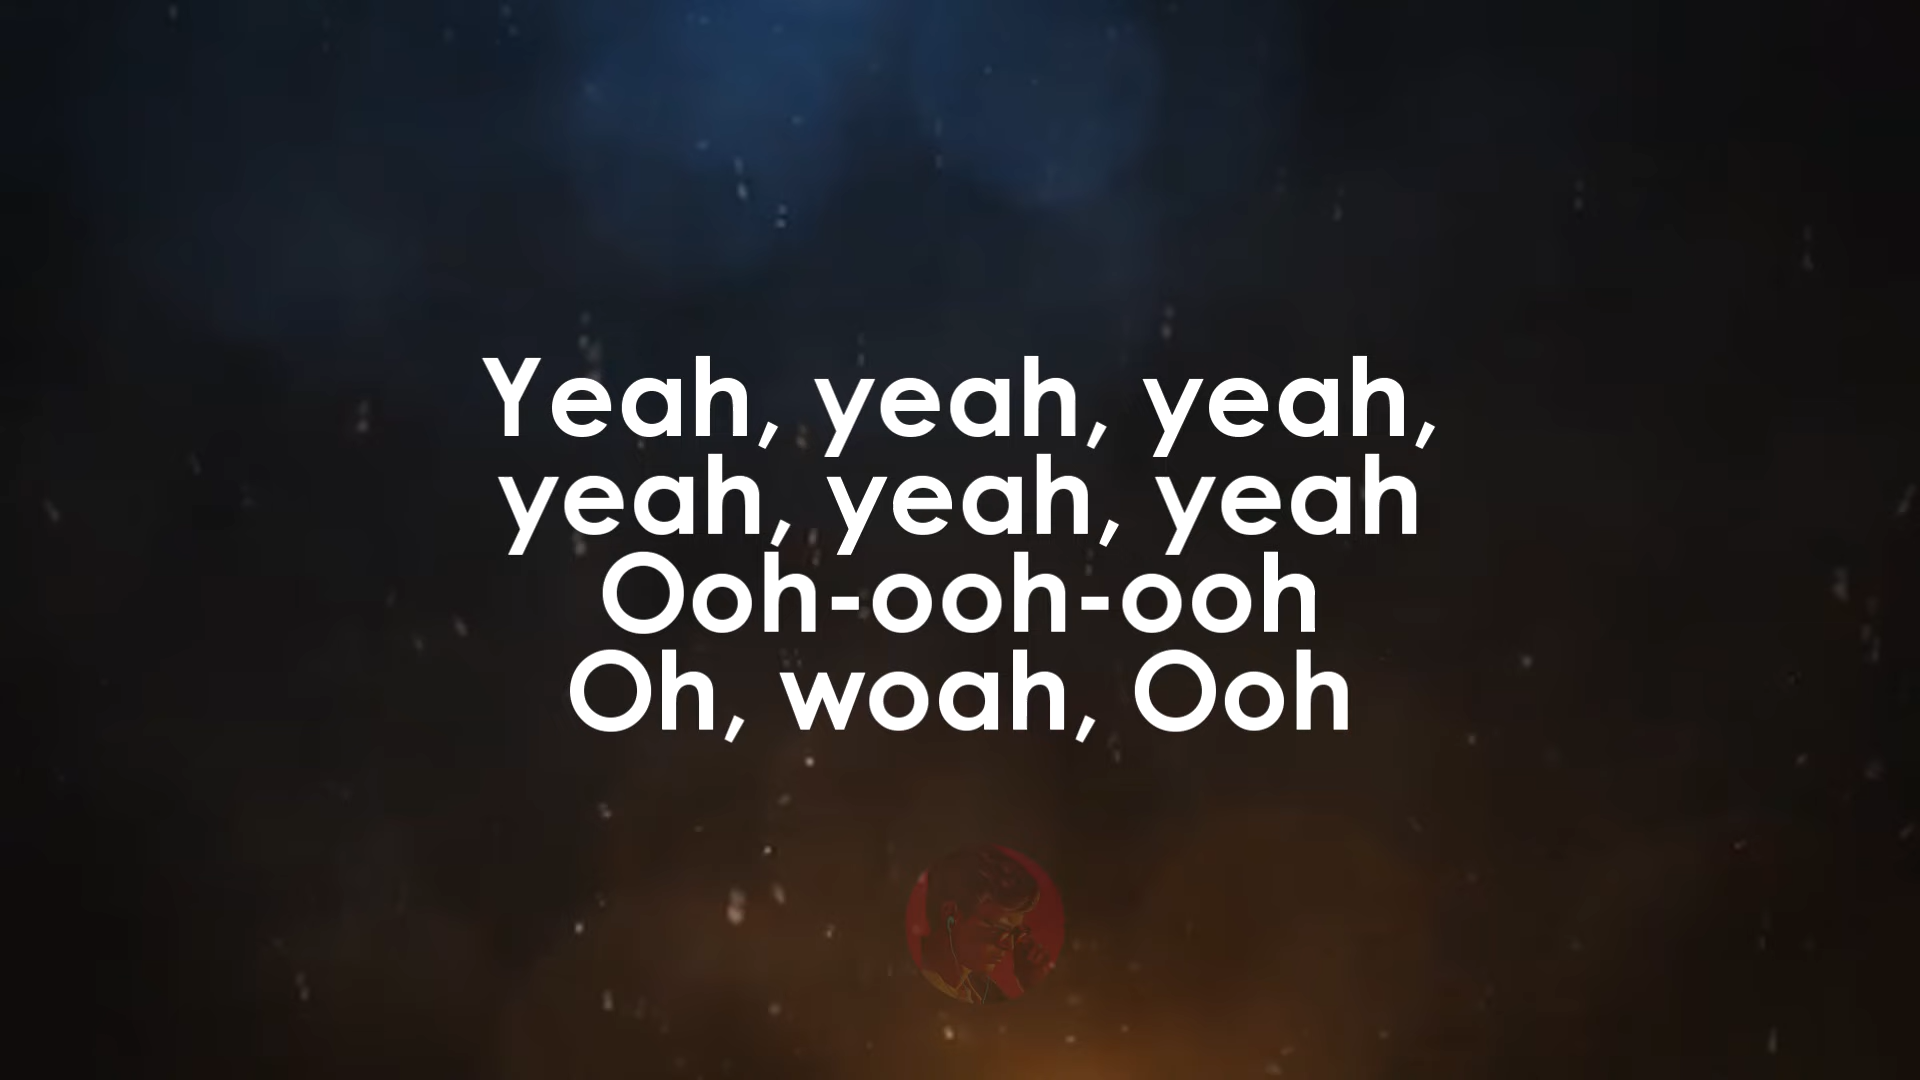 Yeah, yeah, yeah,
yeah, yeah, yeah
Ooh-ooh-ooh
Oh, woah, Ooh